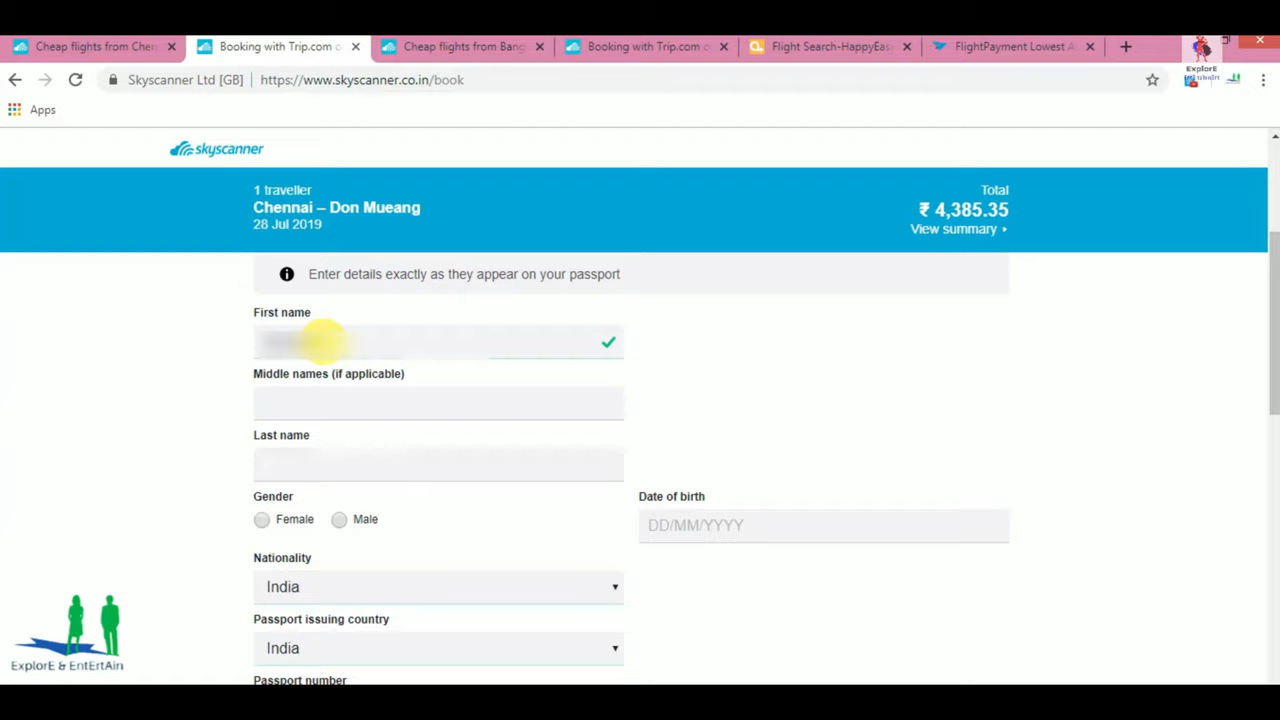 Cheap flights from Chen
Booking with Trip.com o
Cheap flights from Bang
Booking with Trip.com o
Flight Search-HappyEas
FlightPayment Lowest A
Skyscanner Ltd [GB]
https://www.skyscanner.co.in/book
ExplorE
Apps
skyscanner
1 traveller
Chennai – Don Mueang
28 Jul 2019
Total
₹ 4,385.35
View summary
Enter details exactly as they appear on your passport
First name
Middle names (if applicable)
Last name
Gender
Female
Male
Date of birth
DD/MM/YYYY
Nationality
India
Passport issuing country
India
Passport number
ExplorE & EntErtAin